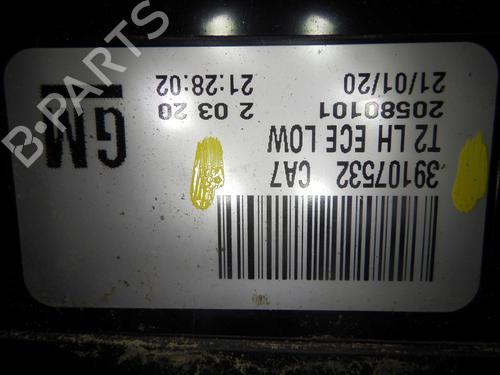 39107532 CA7
T2 LH ECE LOW
20580101 2 03 20
21/01/20 21:28:02
GM
B-PARTS